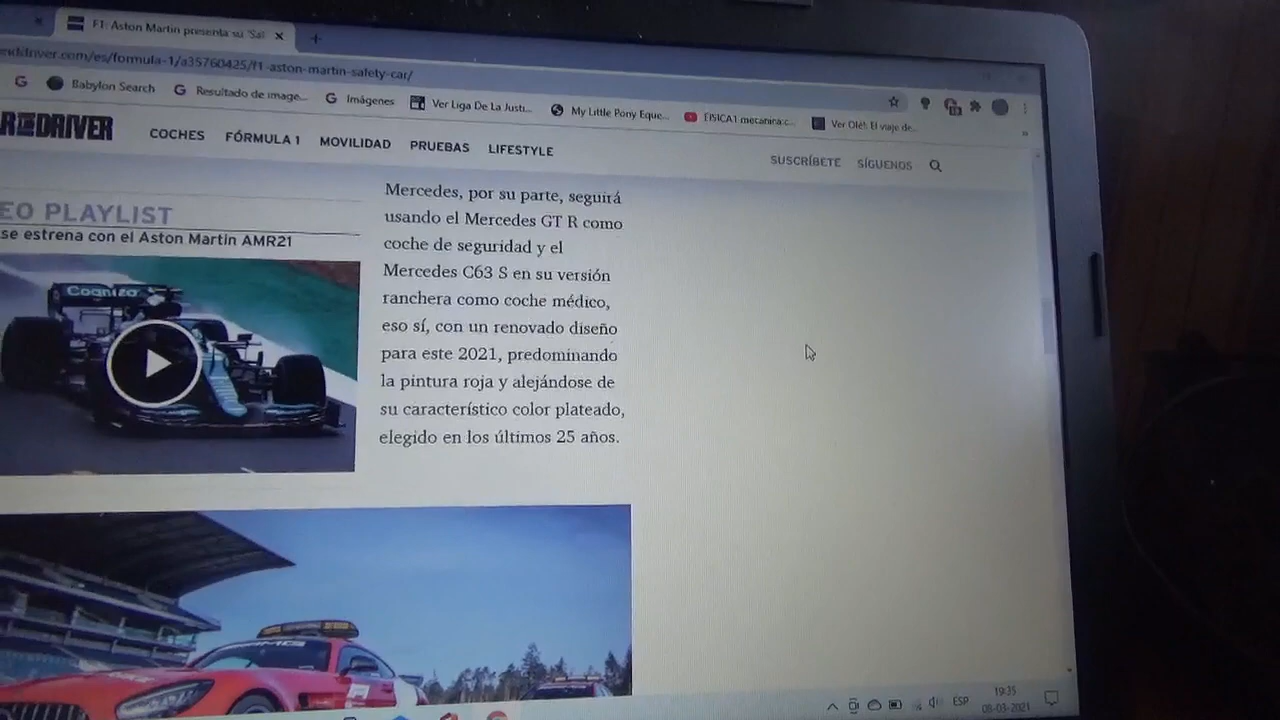 F1: Aston Martin presenta su 'Saf
nddriver.com/es/formula-1/a35760425/f1-aston-martin-safety-car/
Babylon Search
Resultado de image...
Imágenes
Ver Liga De La Justi...
My Little Pony Eque...
FISICA1 mecanica:c...
Ver Olé!: El viaje de...
AR AND DRIVER
COCHES FÓRMULA 1 MOVILIDAD PRUEBAS LIFESTYLE
SUSCRÍBETE SÍGUENOS
EO PLAYLIST
se estrena con el Aston Martin AMR21
Cognizant
Mercedes, por su parte, seguirá
usando el Mercedes GT R como
coche de seguridad y el
Mercedes C63 S en su versión
ranchera como coche médico,
eso sí, con un renovado diseño
para este 2021, predominando
la pintura roja y alejándose de
su característico color plateado,
elegido en los últimos 25 años.
AMG
ESP
19:35
08-03-2021